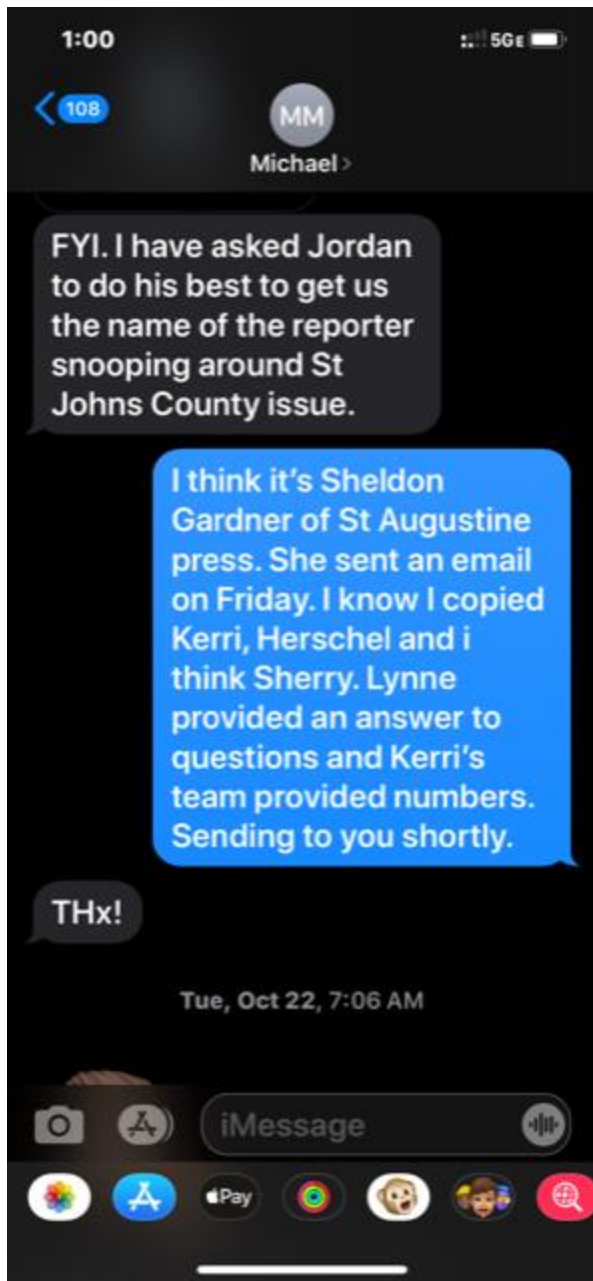 1:00
5GE
108
MM
Michael >
FYI. I have asked Jordan
to do his best to get us
the name of the reporter
snooping around St
Johns County issue.
I think it's Sheldon
Gardner of St Augustine
press. She sent an email
on Friday. I know I copied
Kerri, Herschel and i
think Sherry. Lynne
provided an answer to
questions and Kerri's
team provided numbers.
Sending to you shortly.
THx!
Tue, Oct 22, 7:06 AM
iMessage
Pay